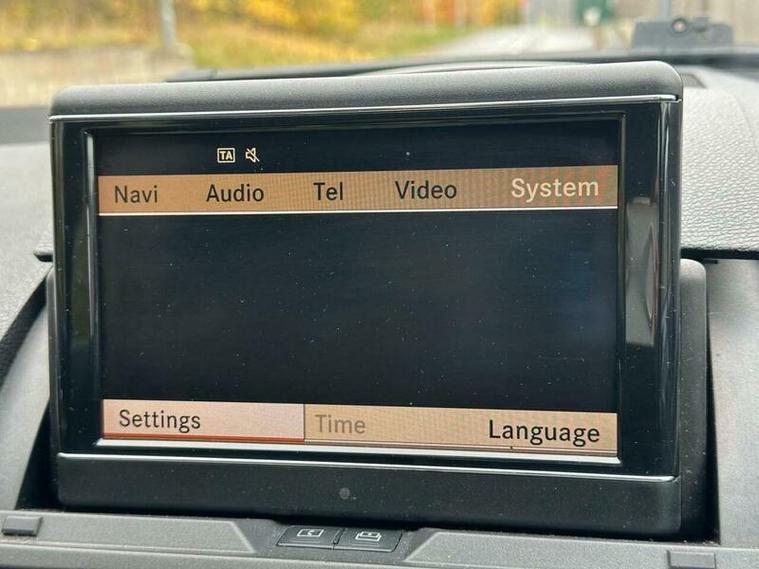 TA
Navi Audio Tel Video System
Settings Time Language